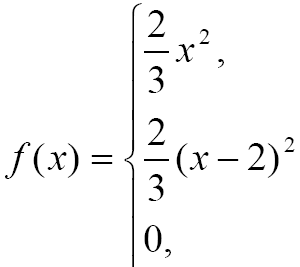 f(x) = { 2/3 x²,
2/3 (x − 2)²
0,